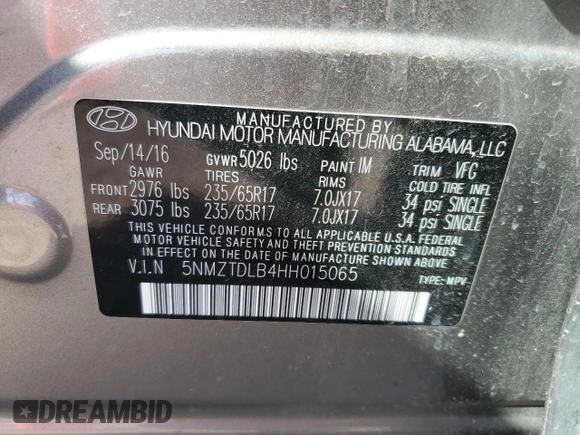 MANUFACTURED BY
HYUNDAI MOTOR MANUFACTURING ALABAMA, LLC
Sep/14/16 GVWR 5026 lbs PAINT IM TRIM VFG
GAWR TIRES RIMS COLD TIRE INFL
FRONT 2976 lbs 235/65R17 7.0JX17 34 psi SINGLE
REAR 3075 lbs 235/65R17 7.0JX17 34 psi SINGLE
THIS VEHICLE CONFORMS TO ALL APPLICABLE U.S.A. FEDERAL
MOTOR VEHICLE SAFETY AND THEFT PREVENTION STANDARDS
IN EFFECT ON THE DATE OF MANUFACTURE SHOWN ABOVE.
V.I.N 5NMZTDLB4HH015065 TYPE: MPV
DREAMBID